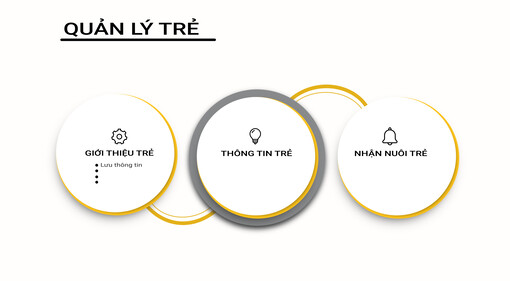 QUẢN LÝ TRẺ
GIỚI THIỆU TRẺ
Lưu thông tin
THÔNG TIN TRẺ
NHẬN NUÔI TRẺ